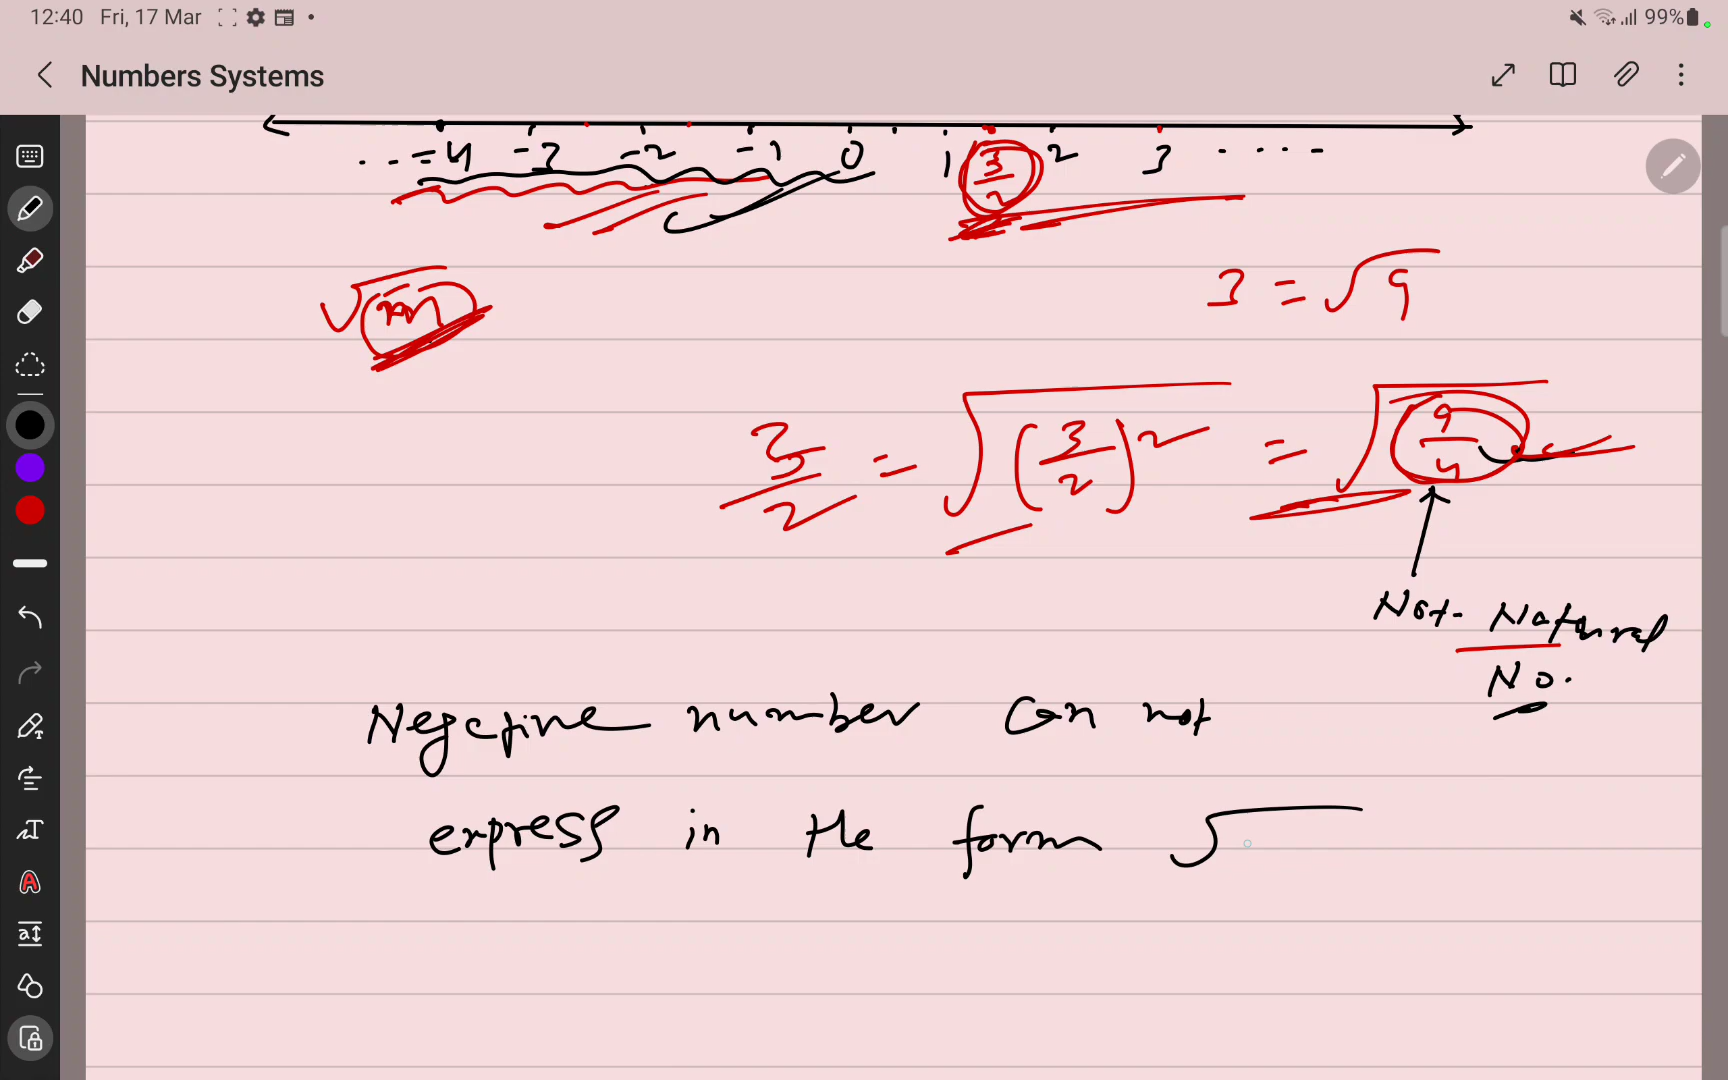 12:40 Fri, 17 Mar 99%
Numbers Systems
. . . -4 -3 -2 -1 0 1 3/2 2 3 . . . .
√m 3 = √9
3/2 = √(3/2)² = √9/4
Not Natural
No.
Negative number can not
express in the form √